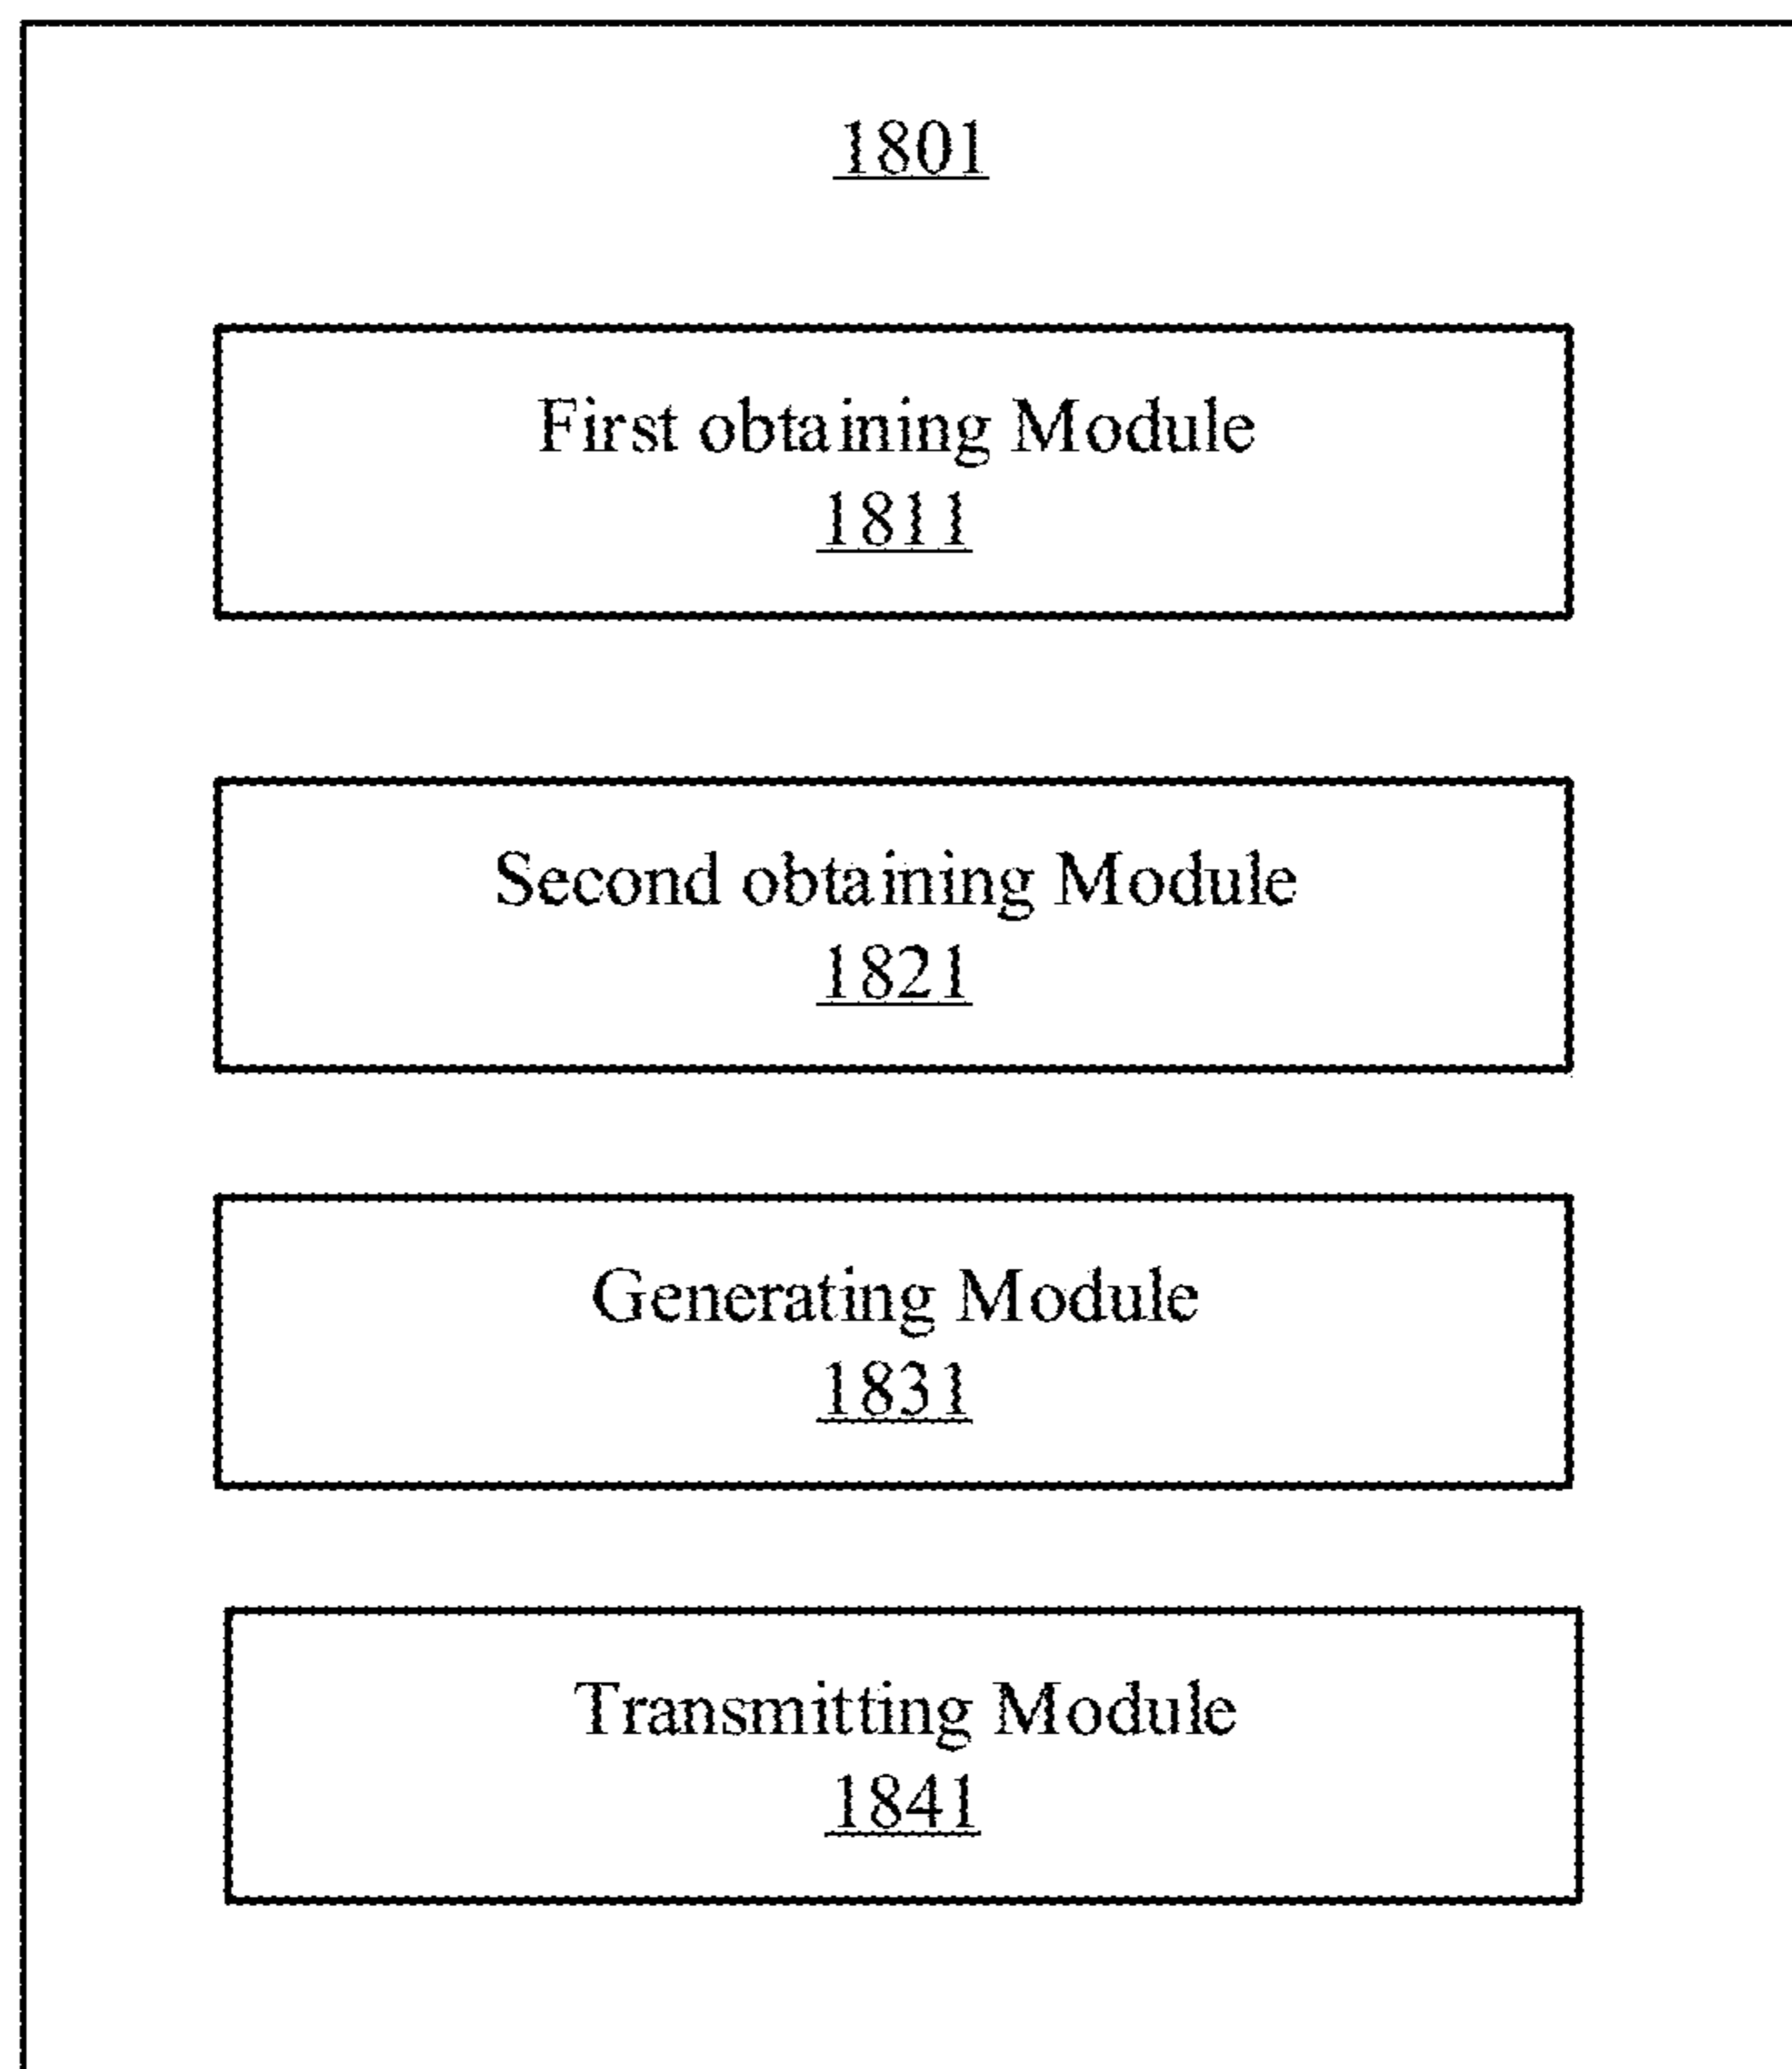 1801
First obtaining Module
1811
Second obtaining Module
1821
Generating Module
1831
Transmitting Module
1841